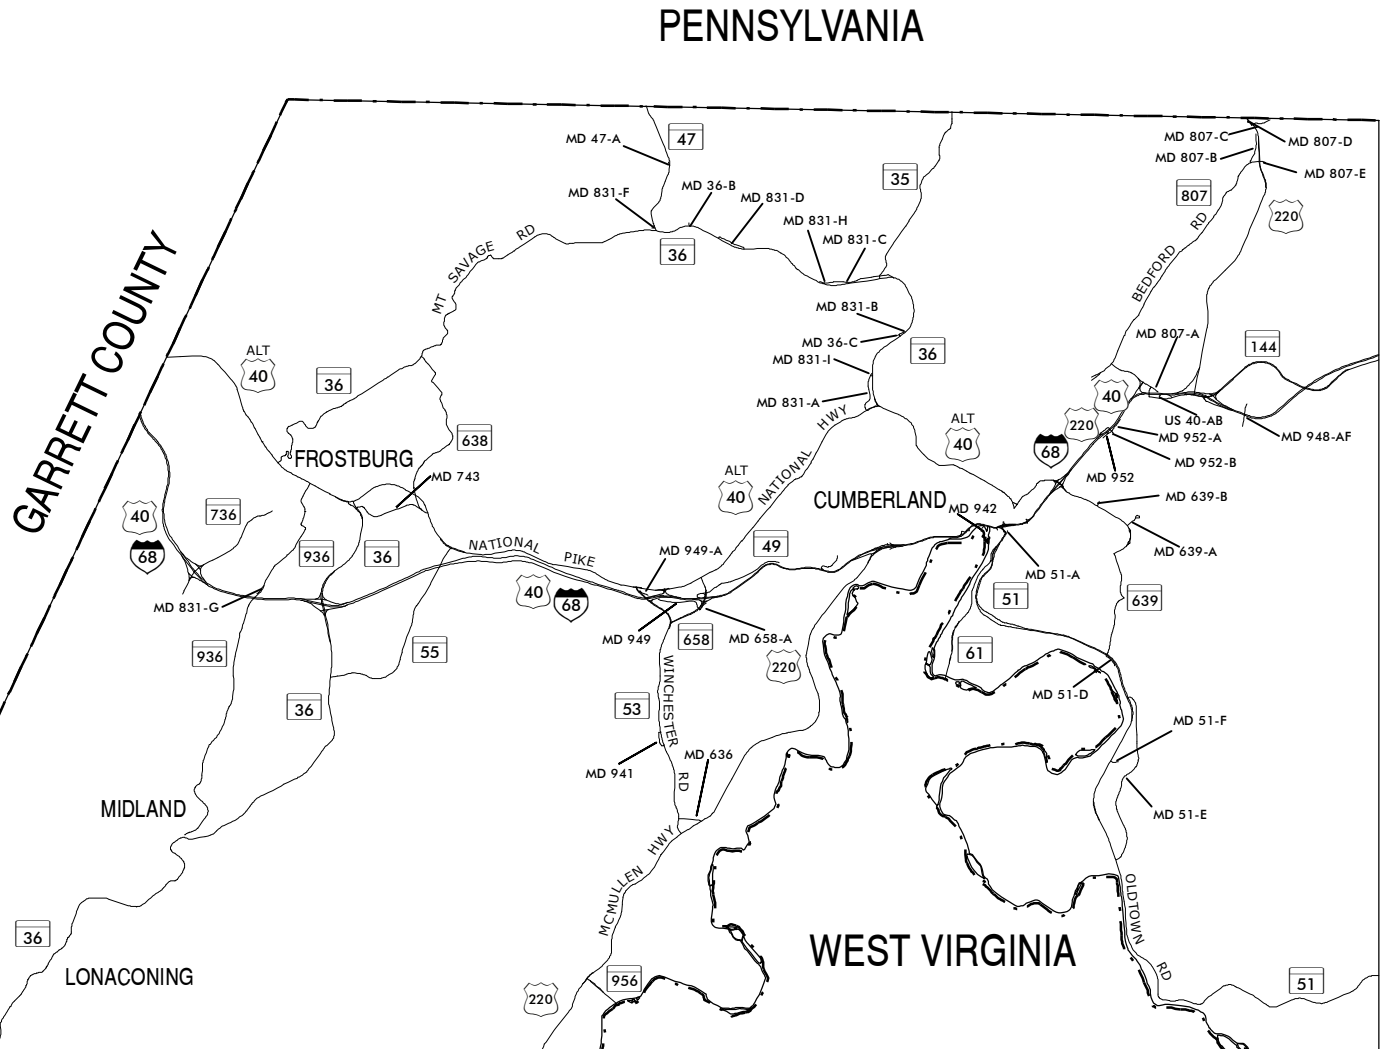 PENNSYLVANIA
MD 47-A
47
MD 807-C
MD 807-D
MD 807-B
MD 807-E
35
807
220
MD 831-F
MD 36-B
MD 831-D
MD 831-H
MD 831-C
36
MT SAVAGE RD
BEDFORD RD
GARRETT COUNTY
MD 831-B
MD 36-C
MD 831-I
36
MD 807-A
144
ALT
40
36
MD 831-A
NATIONAL HWY
ALT
40
40
220
US 40-AB
MD 952-A
MD 948-AF
638
68
MD 952-B
FROSTBURG
MD 743
ALT
40
MD 952
CUMBERLAND
MD 942
MD 639-B
40
736
68
936
36
NATIONAL PIKE
MD 949-A
49
MD 639-A
MD 51-A
40
68
51
639
MD 831-G
MD 949
658
MD 658-A
936
55
61
220
MD 51-D
36
53
WINCHESTER RD
MD 51-F
MD 941
MD 636
MIDLAND
MD 51-E
MCMULLEN HWY
OLDTOWN RD
36
WEST VIRGINIA
LONACONING
956
220
51